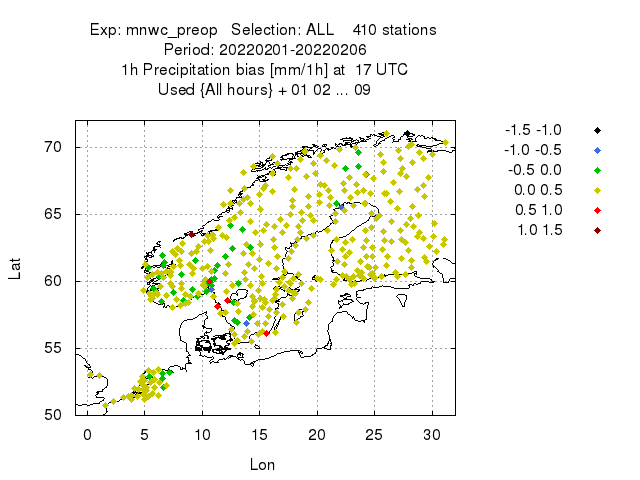 Exp: mnwc_preop   Selection: ALL    410 stations
Period: 20220201-20220206
1h Precipitation bias [mm/1h] at  17 UTC
Used {All hours} + 01 02 ... 09
-1.5 -1.0
-1.0 -0.5
-0.5 0.0
0.0 0.5
0.5 1.0
1.0 1.5
70
65
60
55
50
Lat
0 5 10 15 20 25 30
Lon